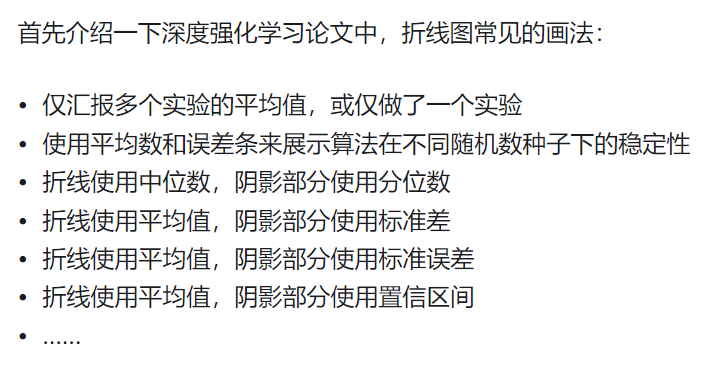 首先介绍一下深度强化学习论文中，折线图常见的画法：
• 仅汇报多个实验的平均值，或仅做了一个实验
• 使用平均数和误差条来展示算法在不同随机数种子下的稳定性
• 折线使用中位数，阴影部分使用分位数
• 折线使用平均值，阴影部分使用标准差
• 折线使用平均值，阴影部分使用标准误差
• 折线使用平均值，阴影部分使用置信区间
• ......